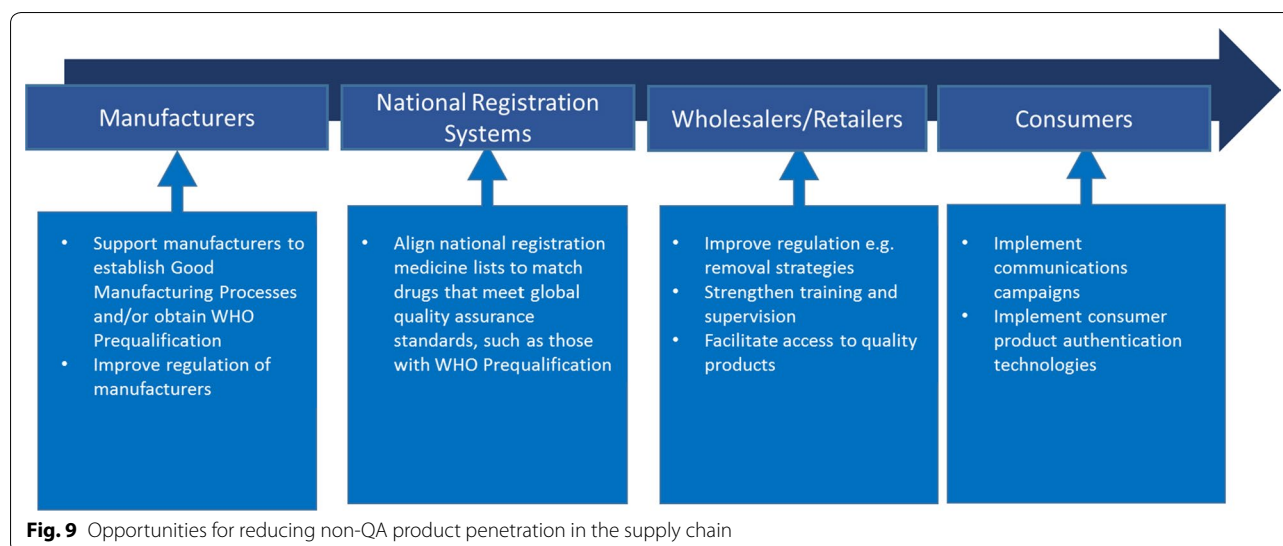 Manufacturers
National Registration
Systems
Wholesalers/Retailers
Consumers
• Support manufacturers to
establish Good
Manufacturing Processes
and/or obtain WHO
Prequalification
• Improve regulation of
manufacturers
• Align national registration
medicine lists to match
drugs that meet global
quality assurance
standards, such as those
with WHO Prequalification
• Improve regulation e.g.
removal strategies
• Strengthen training and
supervision
• Facilitate access to quality
products
• Implement
communications
campaigns
• Implement consumer
product authentication
technologies
Fig. 9 Opportunities for reducing non-QA product penetration in the supply chain